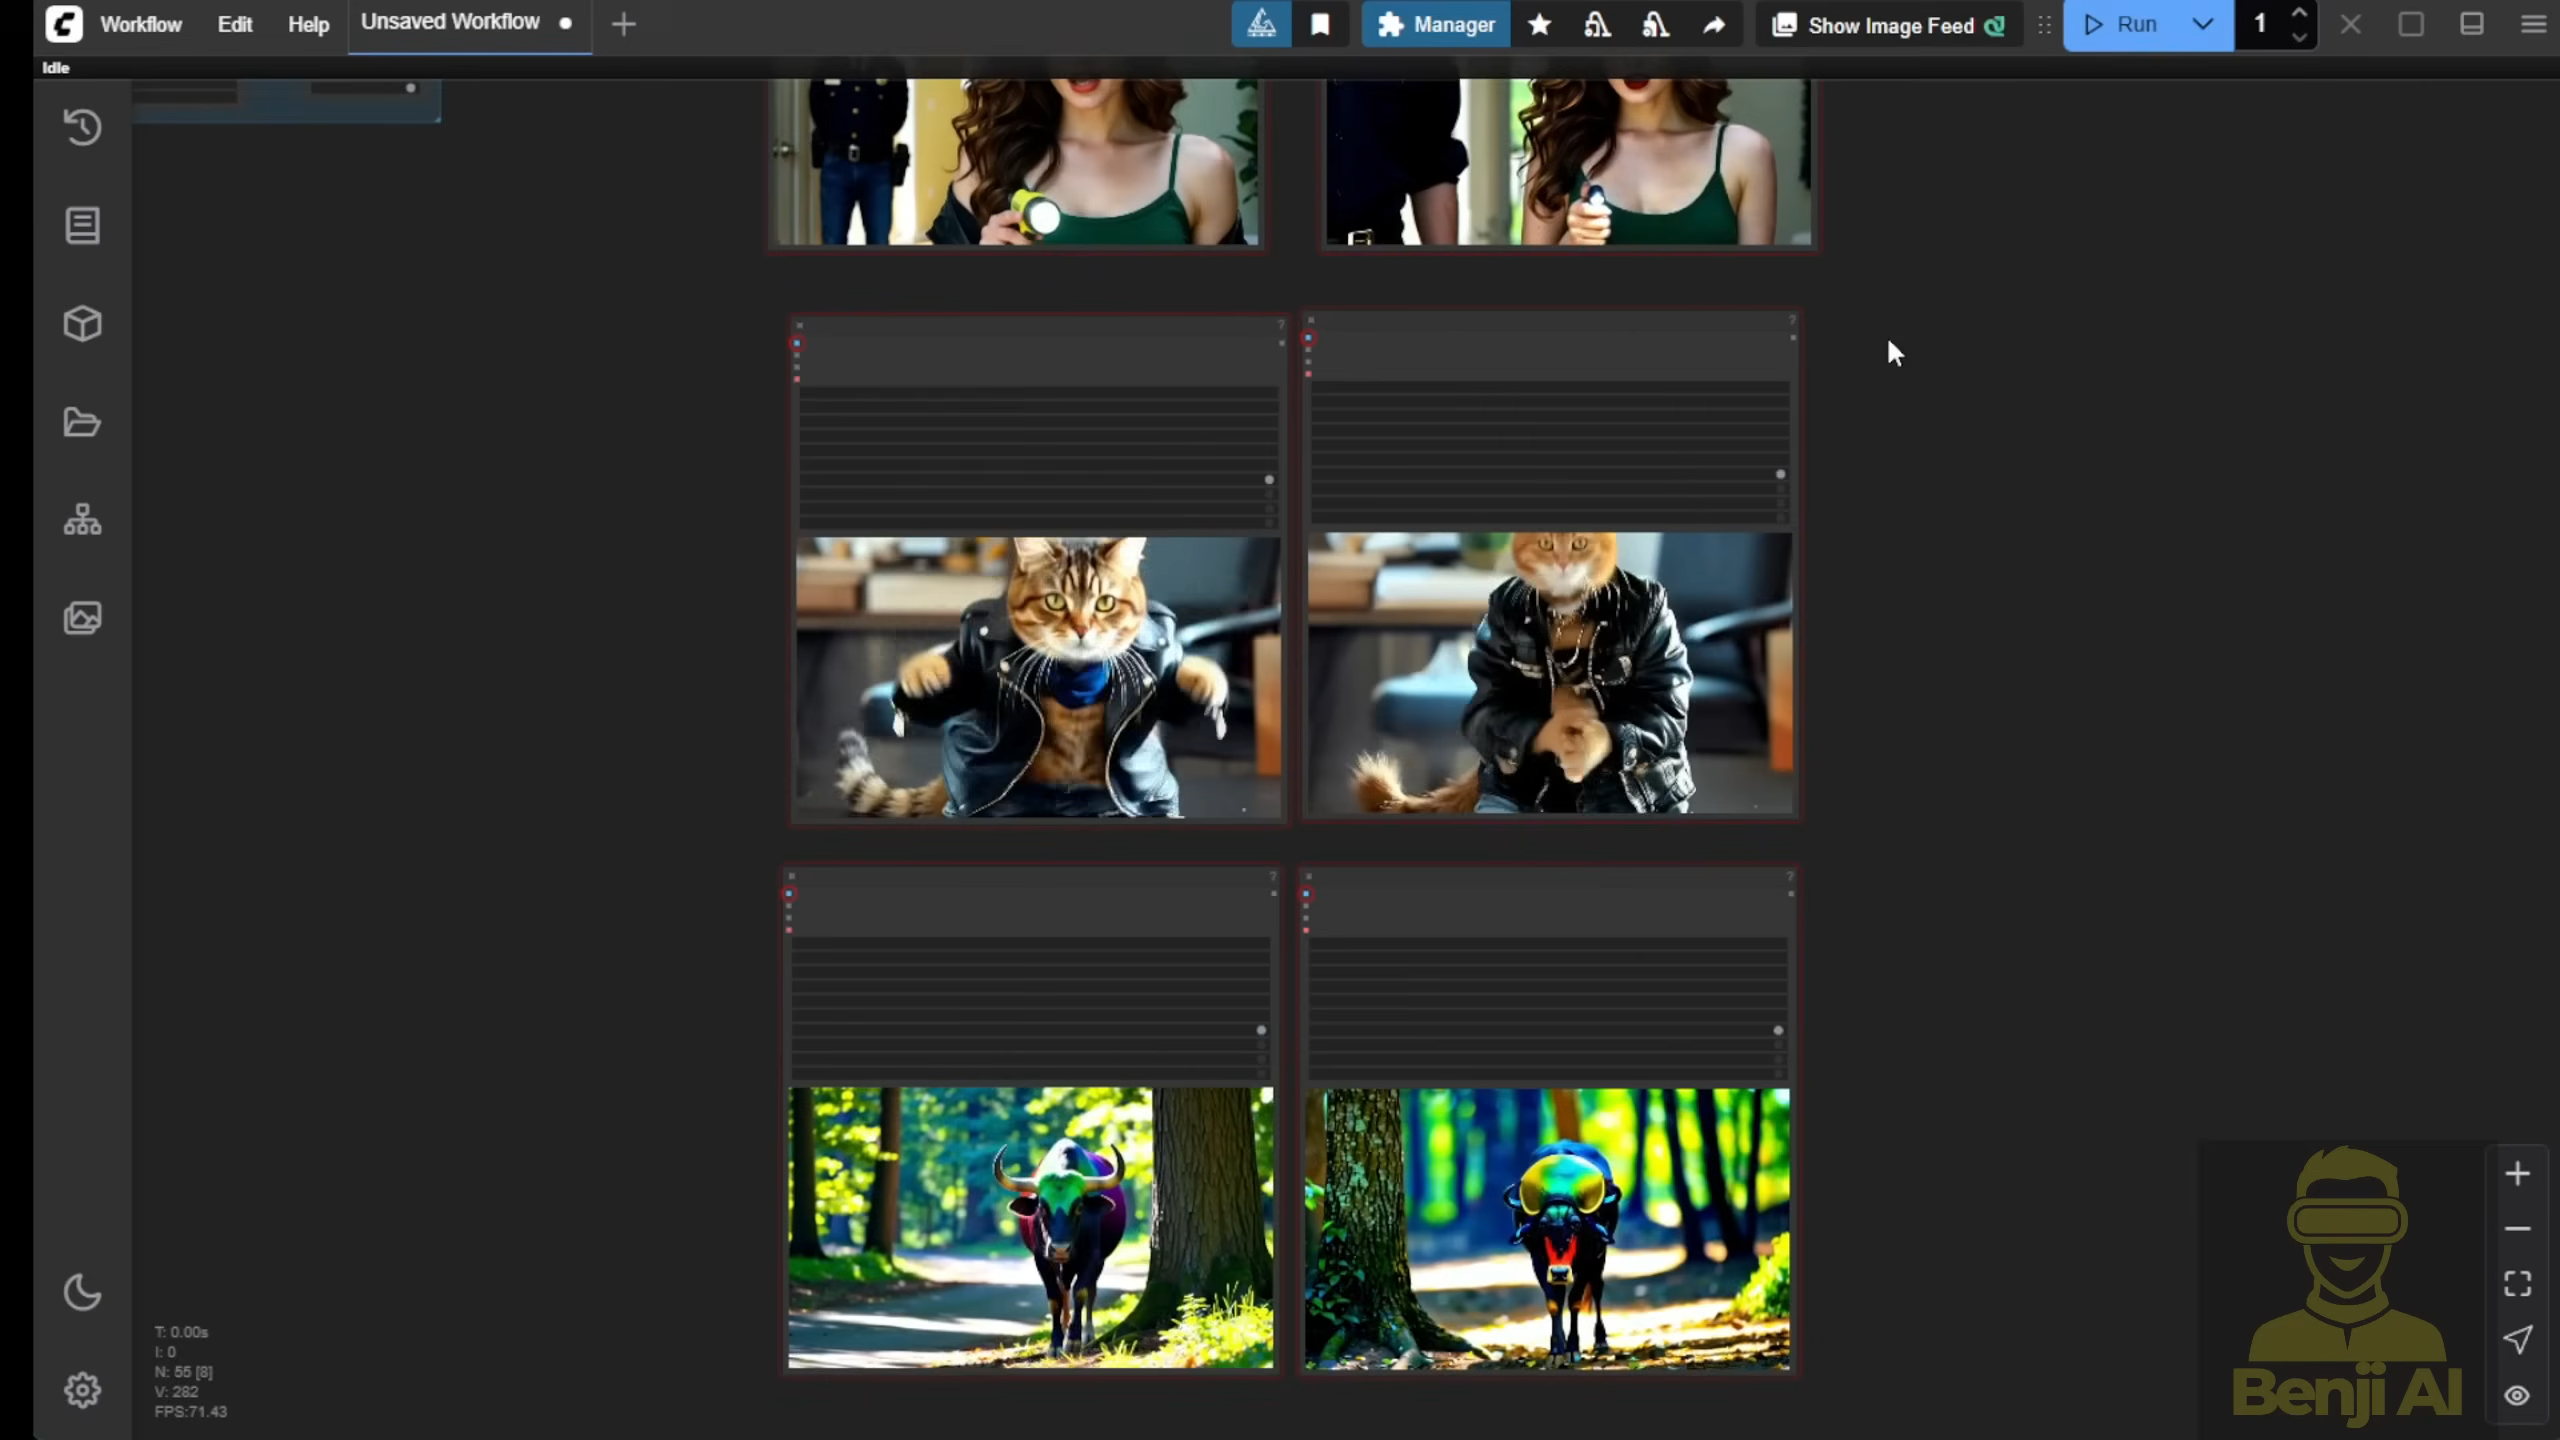 Workflow Edit Help Unsaved Workflow
Manager Show Image Feed Run 1
Idle
T: 0.00s
I: 0
N: 55 [8]
V: 282
FPS:71.43
Benji AI